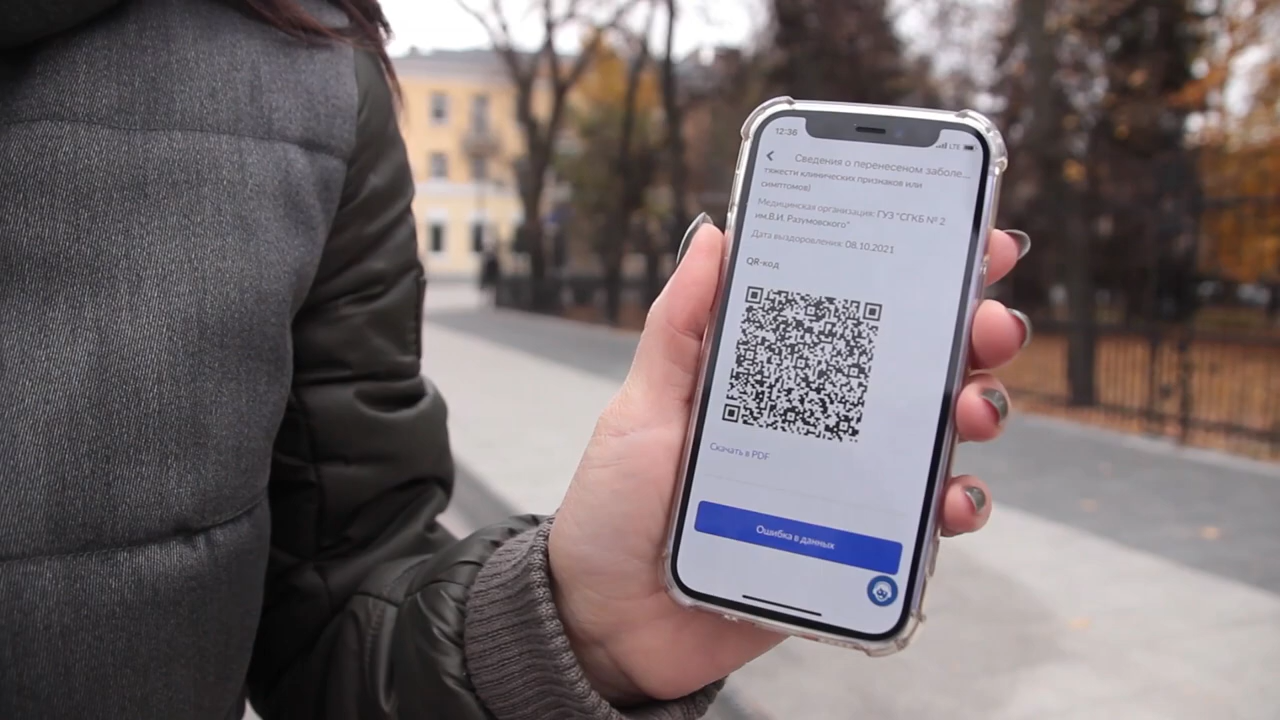 12:36
LTE
Сведения о перенесеном заболе...
тяжести клинических признаков или
симптомов)
Медицинская организация: ГУЗ "СГКБ № 2
им.В.И. Разумовского"
Дата выздоровления: 08.10.2021
QR-код
Скачать в PDF
Ошибка в данных